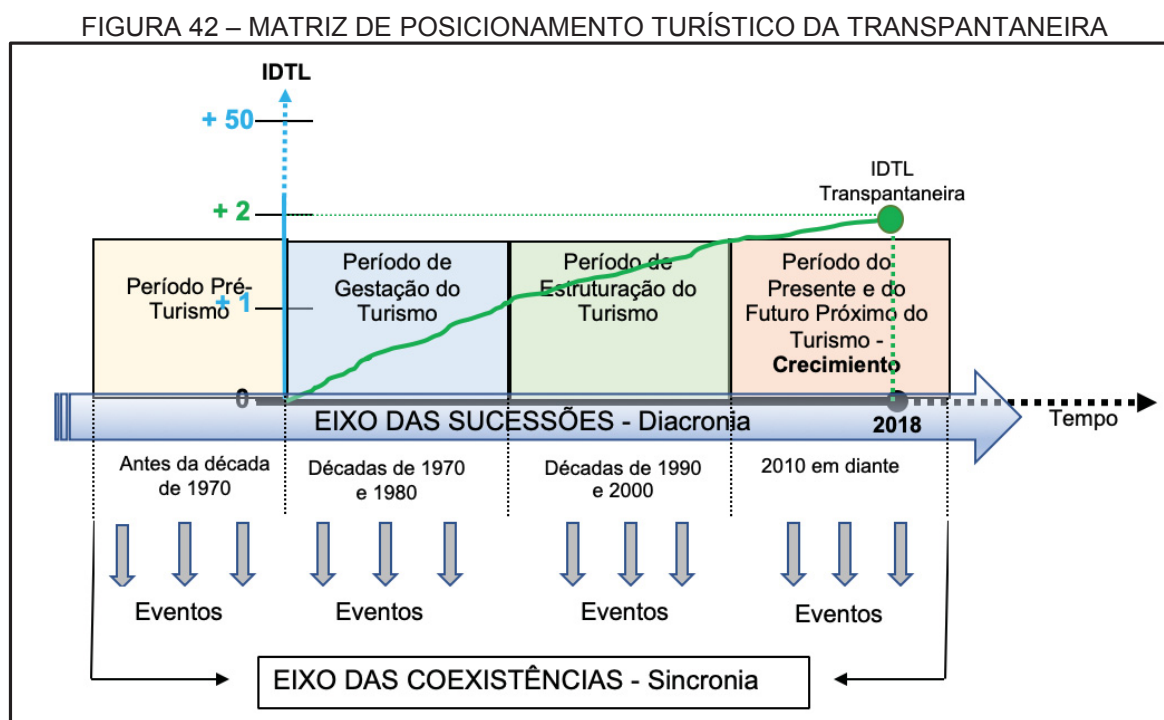 FIGURA 42 – MATRIZ DE POSICIONAMENTO TURÍSTICO DA TRANSPANTANEIRA
IDTL
+ 50
IDTL
Transpantaneira
+ 2
Período Pré-
Turismo
+ 1
Período de
Gestação do
Turismo
Período de
Estruturação do
Turismo
Período do
Presente e do
Futuro Próximo do
Turismo -
Crecimiento
0
EIXO DAS SUCESSÕES - Diacronia
2018
Tempo
Antes da década
de 1970
Décadas de 1970
e 1980
Décadas de 1990
e 2000
2010 em diante
Eventos
Eventos
Eventos
Eventos
EIXO DAS COEXISTÊNCIAS - Sincronia